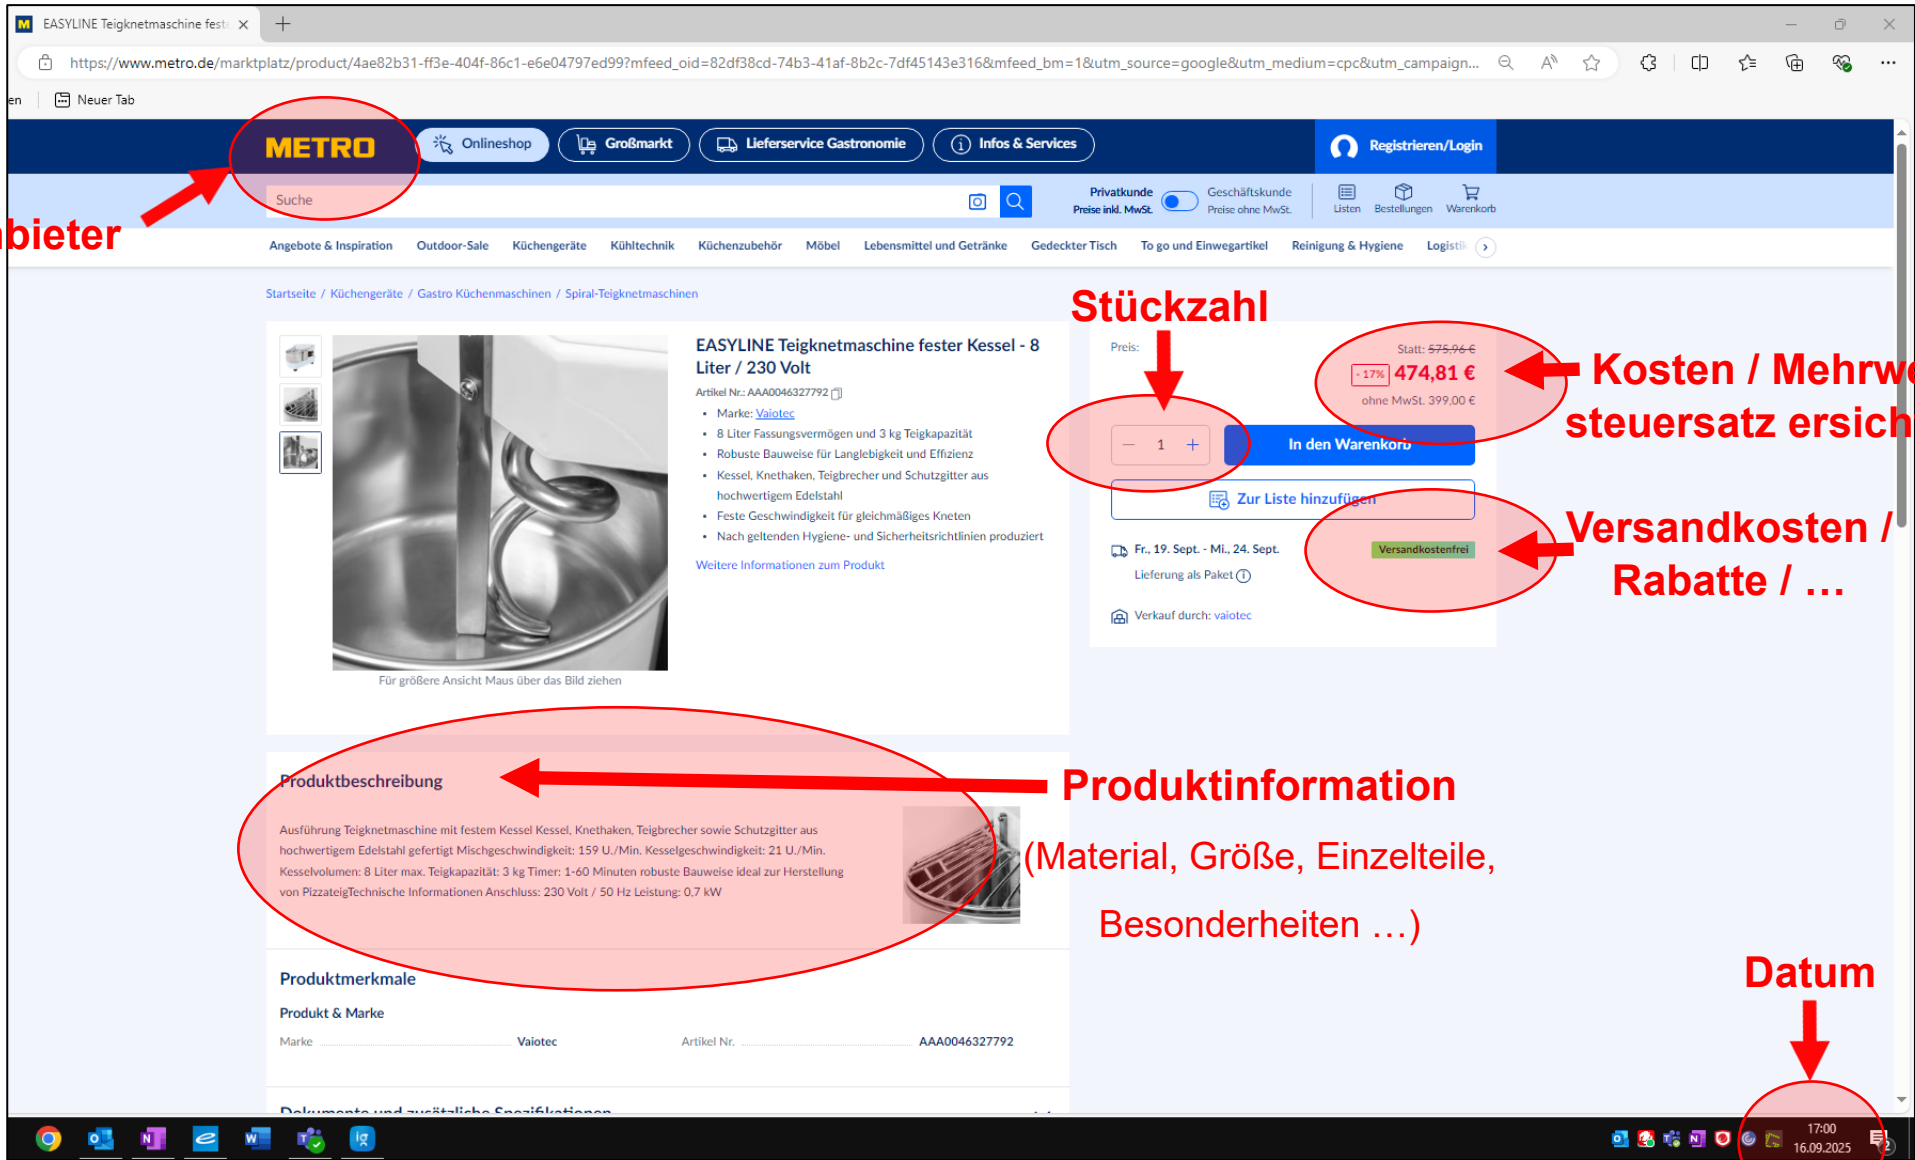 EASYLINE Teigknetmaschine fest
https://www.metro.de/marktplatz/product/4ae82b31-ff3e-404f-86c1-e6e04797ed99?mfeed_oid=82df38cd-74b3-41af-8b2c-7df45143e316&mfeed_bm=1&utm_source=google&utm_medium=cpc&utm_campaign...
en Neuer Tab
METRO Onlineshop Großmarkt Lieferservice Gastronomie Infos & Services Registrieren/Login
Suche
Privatkunde
Preise inkl. MwSt.
Geschäftskunde
Preise ohne MwSt.
Listen Bestellungen Warenkorb
bieter
Angebote & Inspiration Outdoor-Sale Küchengeräte Kühltechnik Küchenzubehör Möbel Lebensmittel und Getränke Gedeckter Tisch To go und Einwegartikel Reinigung & Hygiene Logistik
Startseite / Küchengeräte / Gastro Küchenmaschinen / Spiral-Teigknetmaschinen
EASYLINE Teigknetmaschine fester Kessel - 8
Liter / 230 Volt
Artikel Nr.: AAA0046327792
• Marke: Vaiotec
• 8 Liter Fassungsvermögen und 3 kg Teigkapazität
• Robuste Bauweise für Langlebigkeit und Effizienz
• Kessel, Knethaken, Teigbrecher und Schutzgitter aus
hochwertigem Edelstahl
• Feste Geschwindigkeit für gleichmäßiges Kneten
• Nach geltenden Hygiene- und Sicherheitsrichtlinien produziert
Weitere Informationen zum Produkt
Für größere Ansicht Maus über das Bild ziehen
Stückzahl
Preis:
Statt: 575,96 €
- 17% 474,81 €
ohne MwSt. 399,00 €
Kosten / Mehrwe
steuersatz ersich
− 1 +
In den Warenkorb
Zur Liste hinzufügen
Fr., 19. Sept. - Mi., 24. Sept.
Versandkostenfrei
Lieferung als Paket
Verkauf durch: vaiotec
Versandkosten /
Rabatte / …
Produktbeschreibung
Ausführung Teigknetmaschine mit festem Kessel Kessel, Knethaken, Teigbrecher sowie Schutzgitter aus
hochwertigem Edelstahl gefertigt Mischgeschwindigkeit: 159 U./Min. Kesselgeschwindigkeit: 21 U./Min.
Kesselvolumen: 8 Liter max. Teigkapazität: 3 kg Timer: 1-60 Minuten robuste Bauweise ideal zur Herstellung
von PizzateigTechnische Informationen Anschluss: 230 Volt / 50 Hz Leistung: 0,7 kW
Produktinformation
(Material, Größe, Einzelteile,
Besonderheiten …)
Produktmerkmale
Produkt & Marke
Marke Vaiotec
Artikel Nr. AAA0046327792
Dokumente und zusätzliche Spezifikationen
Datum
17:00
16.09.2025
2